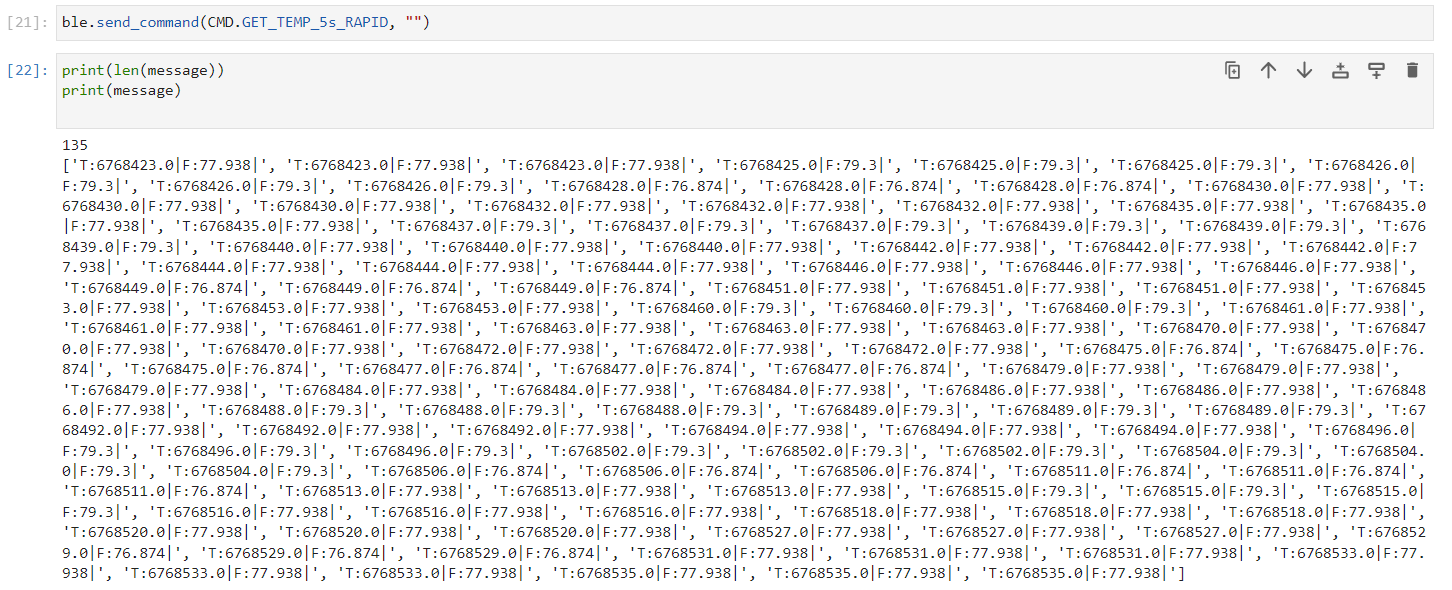 [21]: ble.send_command(CMD.GET_TEMP_5s_RAPID, "")
[22]: print(len(message))
print(message)
135
['T:6768423.0|F:77.938|', 'T:6768423.0|F:77.938|', 'T:6768423.0|F:77.938|', 'T:6768425.0|F:79.3|', 'T:6768425.0|F:79.3|', 'T:6768425.0|F:79.3|', 'T:6768426.0|
F:79.3|', 'T:6768426.0|F:79.3|', 'T:6768426.0|F:79.3|', 'T:6768428.0|F:76.874|', 'T:6768428.0|F:76.874|', 'T:6768428.0|F:76.874|', 'T:6768430.0|F:77.938|', 'T:
6768430.0|F:77.938|', 'T:6768430.0|F:77.938|', 'T:6768432.0|F:77.938|', 'T:6768432.0|F:77.938|', 'T:6768432.0|F:77.938|', 'T:6768435.0|F:77.938|', 'T:6768435.0
|F:77.938|', 'T:6768435.0|F:77.938|', 'T:6768437.0|F:79.3|', 'T:6768437.0|F:79.3|', 'T:6768437.0|F:79.3|', 'T:6768439.0|F:79.3|', 'T:6768439.0|F:79.3|', 'T:676
8439.0|F:79.3|', 'T:6768440.0|F:77.938|', 'T:6768440.0|F:77.938|', 'T:6768440.0|F:77.938|', 'T:6768442.0|F:77.938|', 'T:6768442.0|F:77.938|', 'T:6768442.0|F:7
7.938|', 'T:6768444.0|F:77.938|', 'T:6768444.0|F:77.938|', 'T:6768444.0|F:77.938|', 'T:6768446.0|F:77.938|', 'T:6768446.0|F:77.938|', 'T:6768446.0|F:77.938|',
'T:6768449.0|F:76.874|', 'T:6768449.0|F:76.874|', 'T:6768449.0|F:76.874|', 'T:6768451.0|F:77.938|', 'T:6768451.0|F:77.938|', 'T:6768451.0|F:77.938|', 'T:676845
3.0|F:77.938|', 'T:6768453.0|F:77.938|', 'T:6768453.0|F:77.938|', 'T:6768460.0|F:79.3|', 'T:6768460.0|F:79.3|', 'T:6768460.0|F:79.3|', 'T:6768461.0|F:77.938|',
'T:6768461.0|F:77.938|', 'T:6768461.0|F:77.938|', 'T:6768463.0|F:77.938|', 'T:6768463.0|F:77.938|', 'T:6768463.0|F:77.938|', 'T:6768470.0|F:77.938|', 'T:676847
0.0|F:77.938|', 'T:6768470.0|F:77.938|', 'T:6768472.0|F:77.938|', 'T:6768472.0|F:77.938|', 'T:6768472.0|F:77.938|', 'T:6768475.0|F:76.874|', 'T:6768475.0|F:76.
874|', 'T:6768475.0|F:76.874|', 'T:6768477.0|F:76.874|', 'T:6768477.0|F:76.874|', 'T:6768477.0|F:76.874|', 'T:6768479.0|F:77.938|', 'T:6768479.0|F:77.938|',
'T:6768479.0|F:77.938|', 'T:6768484.0|F:77.938|', 'T:6768484.0|F:77.938|', 'T:6768484.0|F:77.938|', 'T:6768486.0|F:77.938|', 'T:6768486.0|F:77.938|', 'T:676848
6.0|F:77.938|', 'T:6768488.0|F:79.3|', 'T:6768488.0|F:79.3|', 'T:6768488.0|F:79.3|', 'T:6768489.0|F:79.3|', 'T:6768489.0|F:79.3|', 'T:6768489.0|F:79.3|', 'T:6
768492.0|F:77.938|', 'T:6768492.0|F:77.938|', 'T:6768492.0|F:77.938|', 'T:6768494.0|F:77.938|', 'T:6768494.0|F:77.938|', 'T:6768494.0|F:77.938|', 'T:6768496.0|
F:79.3|', 'T:6768496.0|F:79.3|', 'T:6768496.0|F:79.3|', 'T:6768502.0|F:79.3|', 'T:6768502.0|F:79.3|', 'T:6768502.0|F:79.3|', 'T:6768504.0|F:79.3|', 'T:6768504.
0|F:79.3|', 'T:6768504.0|F:79.3|', 'T:6768506.0|F:76.874|', 'T:6768506.0|F:76.874|', 'T:6768506.0|F:76.874|', 'T:6768511.0|F:76.874|', 'T:6768511.0|F:76.874|',
'T:6768511.0|F:76.874|', 'T:6768513.0|F:77.938|', 'T:6768513.0|F:77.938|', 'T:6768513.0|F:77.938|', 'T:6768515.0|F:79.3|', 'T:6768515.0|F:79.3|', 'T:6768515.0|
F:79.3|', 'T:6768516.0|F:77.938|', 'T:6768516.0|F:77.938|', 'T:6768516.0|F:77.938|', 'T:6768518.0|F:77.938|', 'T:6768518.0|F:77.938|', 'T:6768518.0|F:77.938|',
'T:6768520.0|F:77.938|', 'T:6768520.0|F:77.938|', 'T:6768520.0|F:77.938|', 'T:6768527.0|F:77.938|', 'T:6768527.0|F:77.938|', 'T:6768527.0|F:77.938|', 'T:676852
9.0|F:76.874|', 'T:6768529.0|F:76.874|', 'T:6768529.0|F:76.874|', 'T:6768531.0|F:77.938|', 'T:6768531.0|F:77.938|', 'T:6768531.0|F:77.938|', 'T:6768533.0|F:77.
938|', 'T:6768533.0|F:77.938|', 'T:6768533.0|F:77.938|', 'T:6768535.0|F:77.938|', 'T:6768535.0|F:77.938|', 'T:6768535.0|F:77.938|']